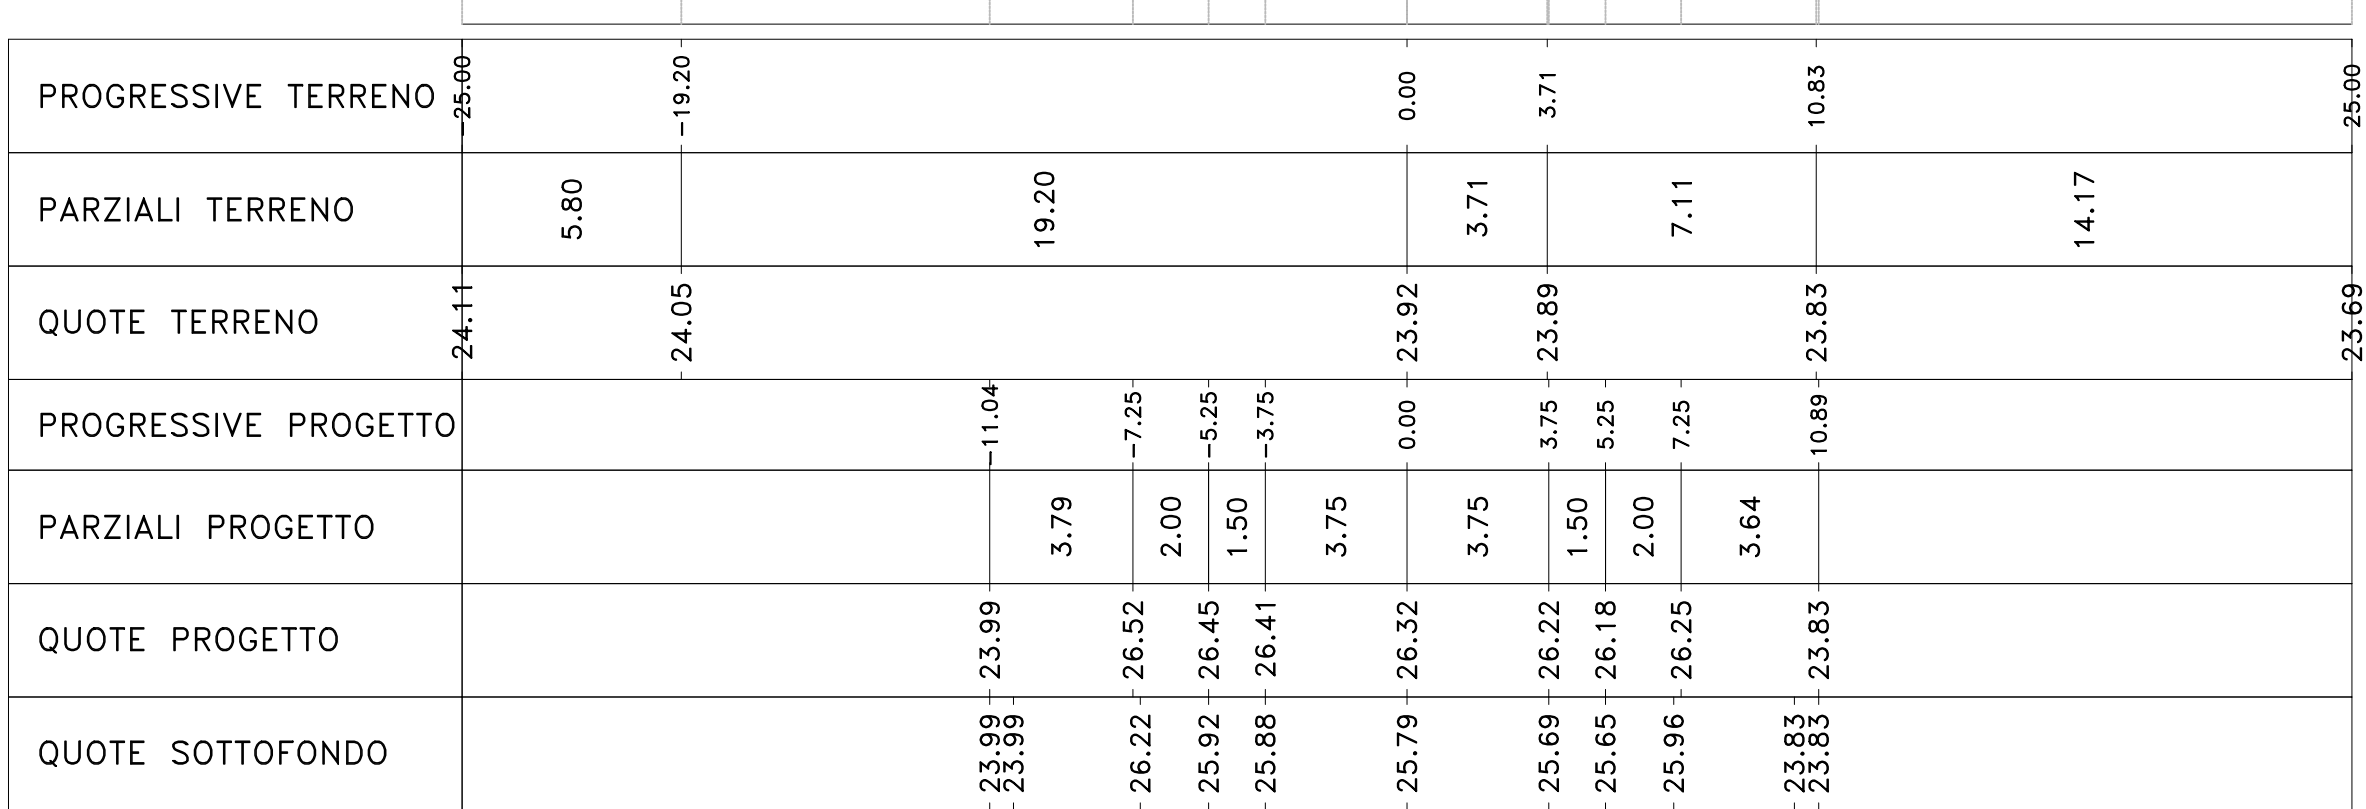 PROGRESSIVE TERRENO -25.00 -19.20 0.00 3.71 10.83 25.00
PARZIALI TERRENO 5.80 19.20 3.71 7.11 14.17
QUOTE TERRENO 24.11 24.05 23.92 23.89 23.83 23.69
PROGRESSIVE PROGETTO -11.04 -7.25 -5.25 -3.75 0.00 3.75 5.25 7.25 10.89
PARZIALI PROGETTO 3.79 2.00 1.50 3.75 3.75 1.50 2.00 3.64
QUOTE PROGETTO 23.99 26.52 26.45 26.41 26.32 26.22 26.18 26.25 23.83
QUOTE SOTTOFONDO 23.99 23.99 26.22 25.92 25.88 25.79 25.69 25.65 25.96 23.83 23.83